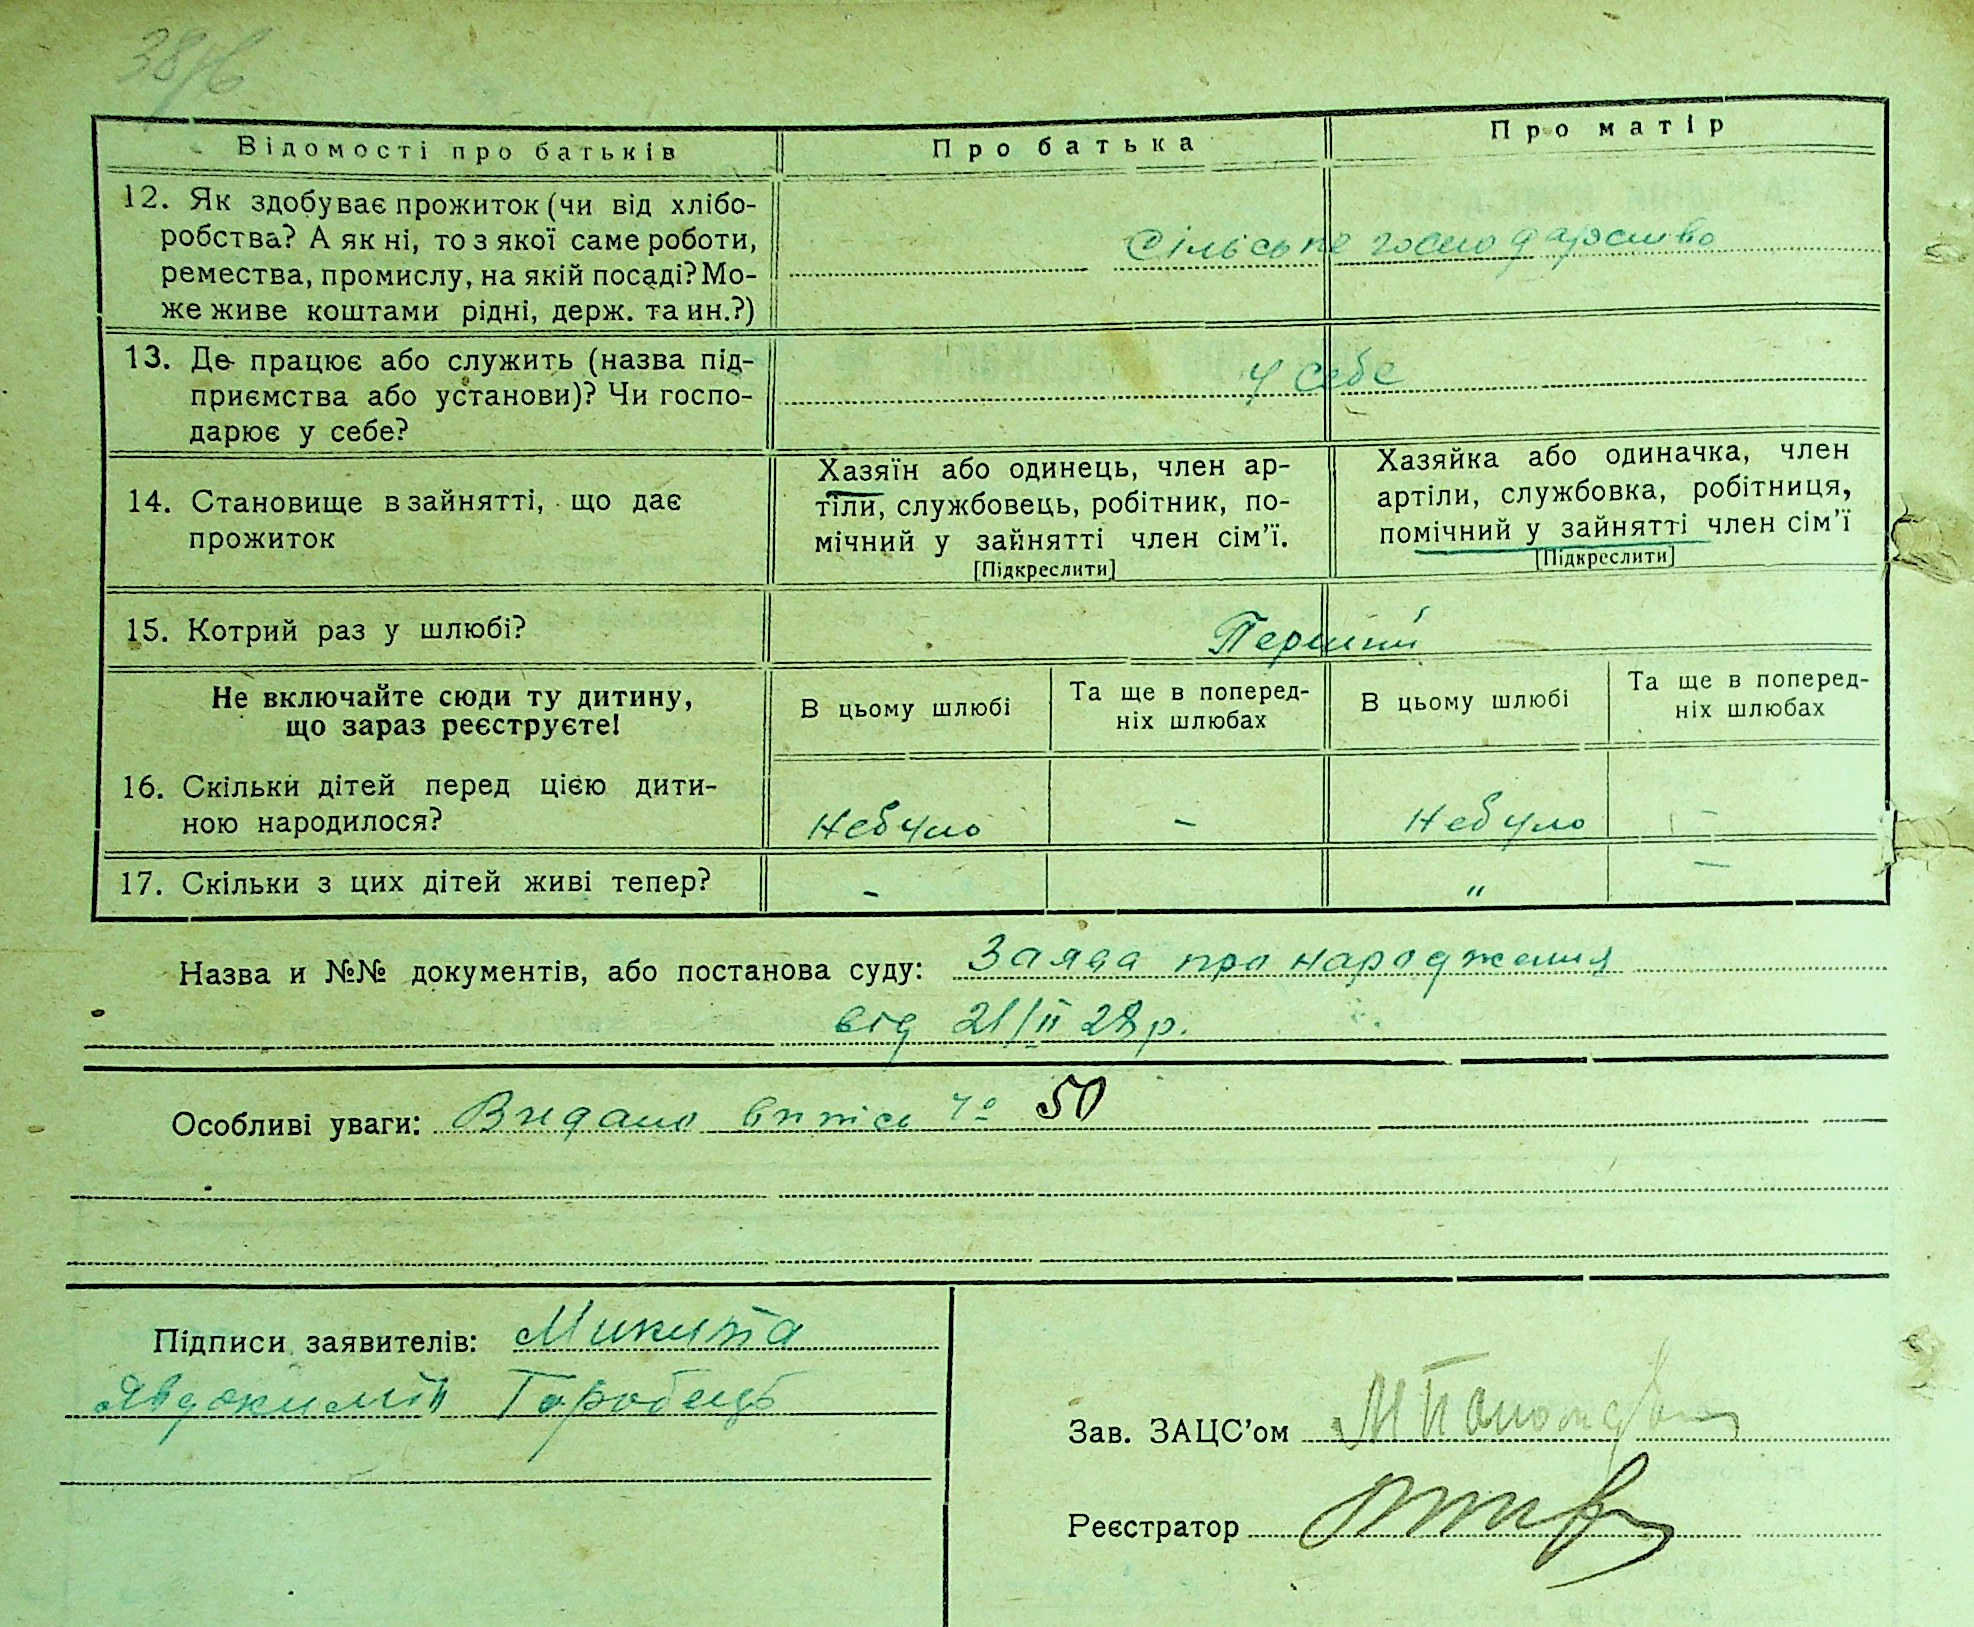 38/6
Відомості про батьків
Про батька
Про матір
12. Як здобуває прожиток (чи від хлібо-
робства? А як ні, то з якої саме роботи,
ремества, промислу, на якій посаді? Мо-
же живе коштами рідні, держ. та ин.?)
Сільське господарство
13. Де працює або служить (назва під-
приємства або установи)? Чи госпо-
дарює у себе?
у себе
14. Становище в зайнятті, що дає
прожиток
Хазяїн або одинець, член ар-
тіли, службовець, робітник, по-
мічний у зайнятті член сім'ї.
[Підкреслити]
Хазяйка або одиначка, член
артіли, службовка, робітниця,
помічний у зайнятті член сім'ї
[Підкреслити]
15. Котрий раз у шлюбі?
Перший
Не включайте сюди ту дитину,
що зараз реєструєте!
В цьому шлюбі
Та ще в поперед-
ніх шлюбах
В цьому шлюбі
Та ще в поперед-
ніх шлюбах
16. Скільки дітей перед цією дити-
ною народилося?
Небуло
–
Небуло
–
17. Скільки з цих дітей живі тепер?
–
"
–
Назва и №№ документів, або постанова суду: Заява про народження
від 21/II 28 р.
Особливі уваги: Видано витяс № 50
Підписи заявителів: Микита
Явдокимів Горобець
Зав. ЗАЦС'ом
Реєстратор